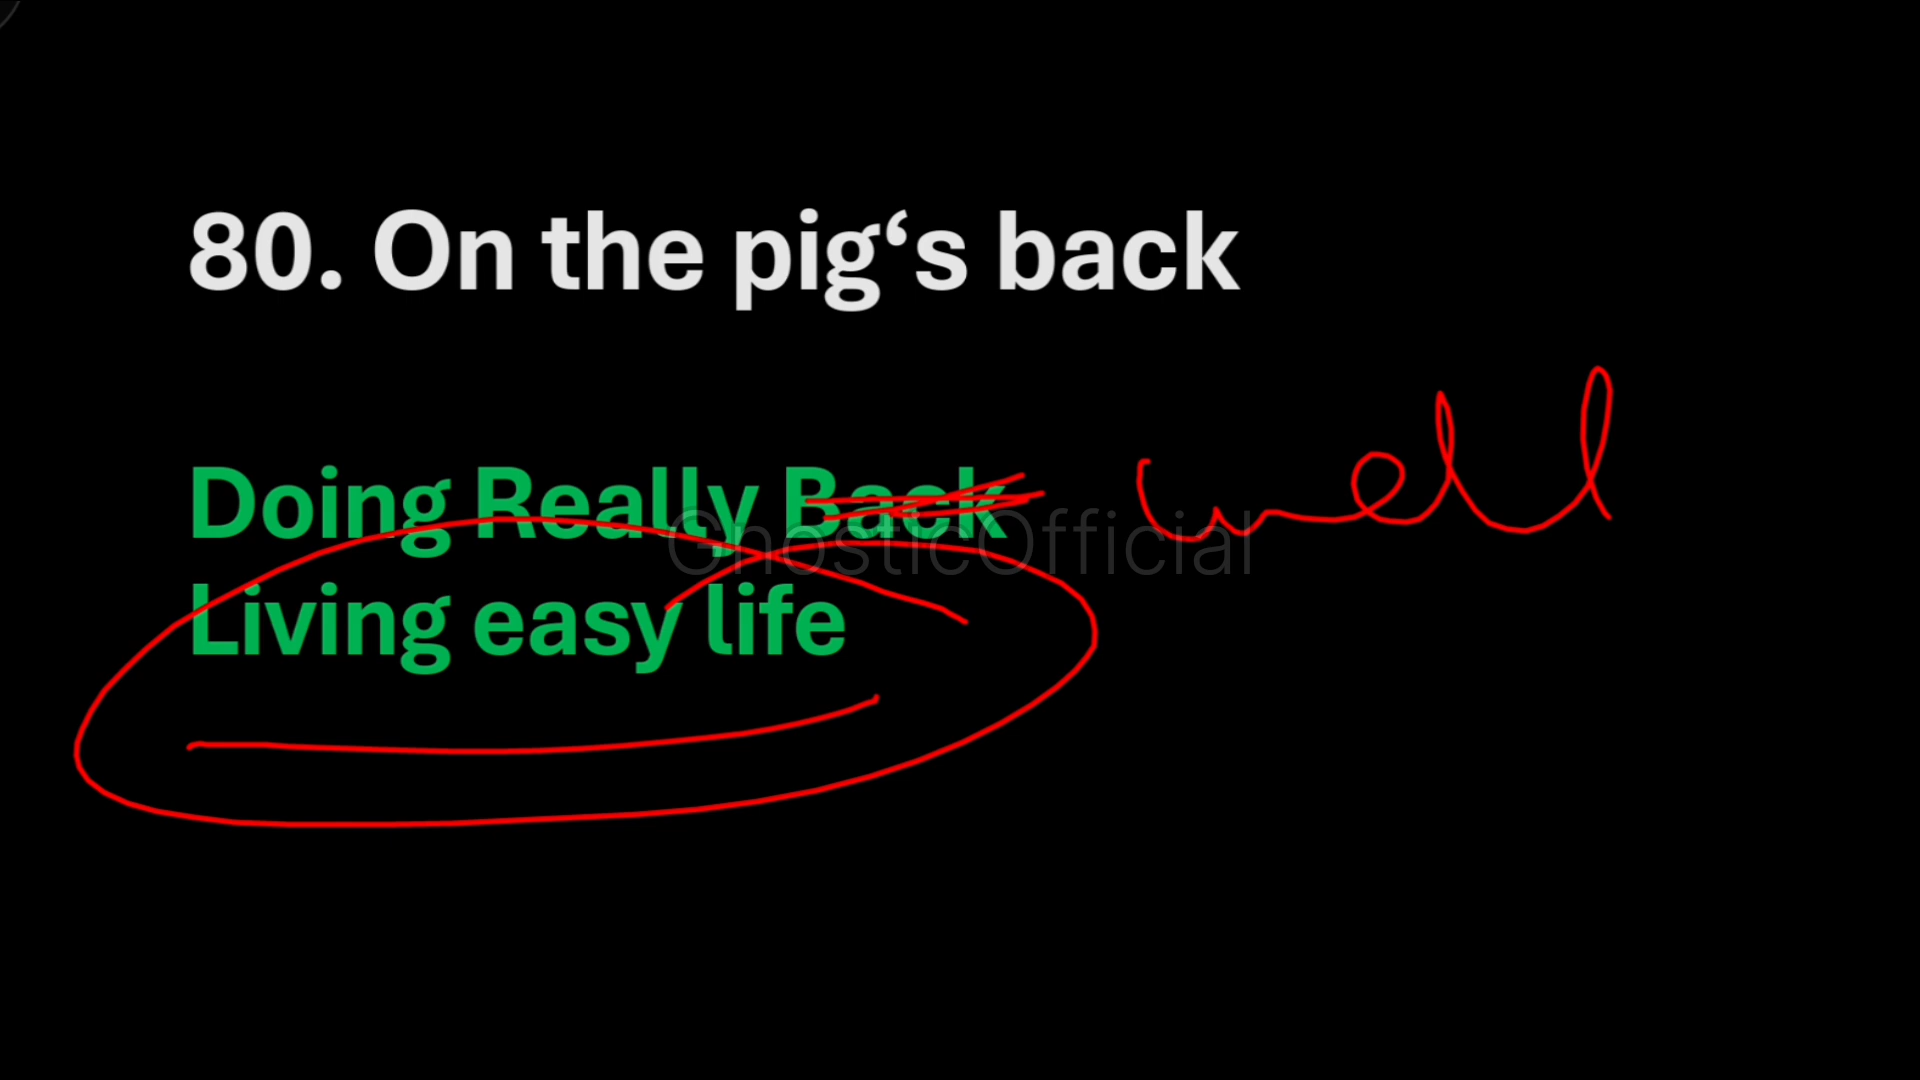 80. On the pig‘s back
Doing Really Back well
Living easy life
GnosticOfficial